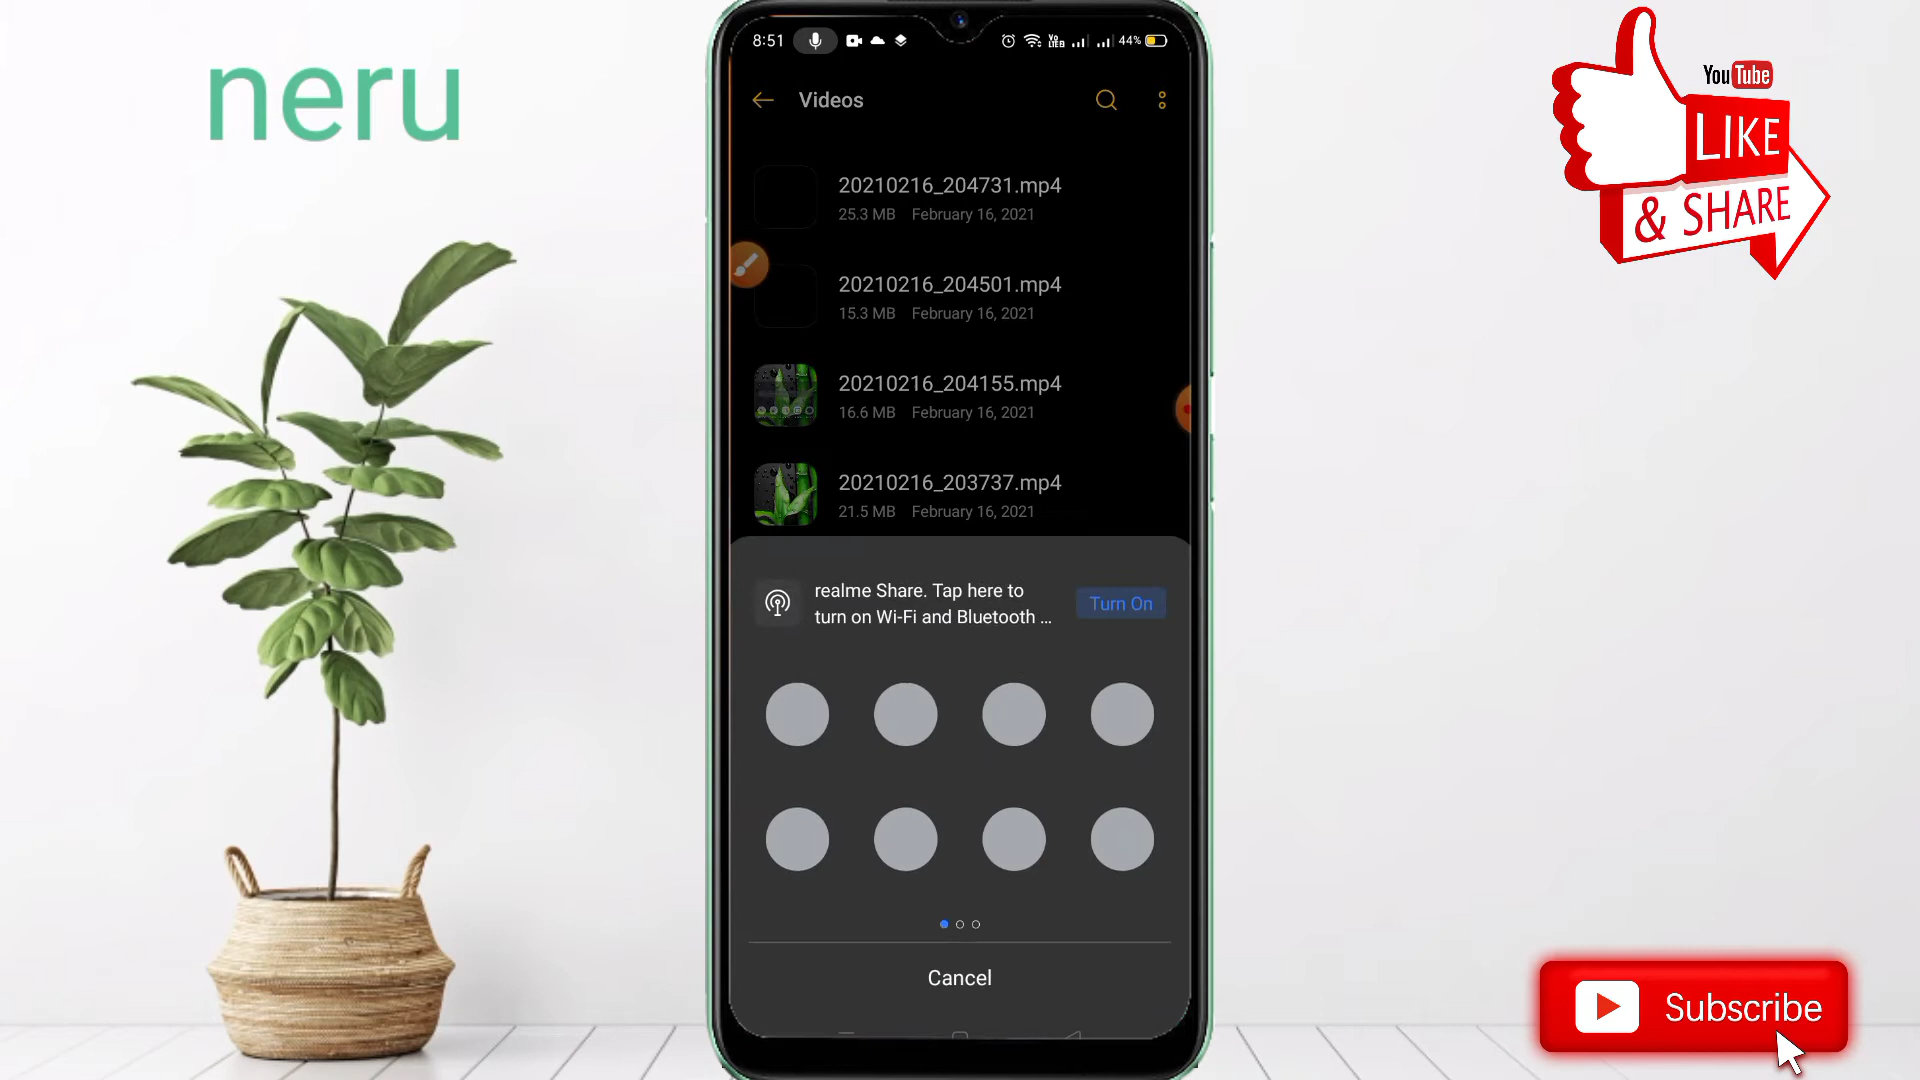 neru
8:51
44%
Videos
20210216_204731.mp4
25.3 MB February 16, 2021
20210216_204501.mp4
15.3 MB February 16, 2021
20210216_204155.mp4
16.6 MB February 16, 2021
20210216_203737.mp4
21.5 MB February 16, 2021
realme Share. Tap here to
turn on Wi-Fi and Bluetooth ...
Turn On
Cancel
YouTube
LIKE
& SHARE
Subscribe